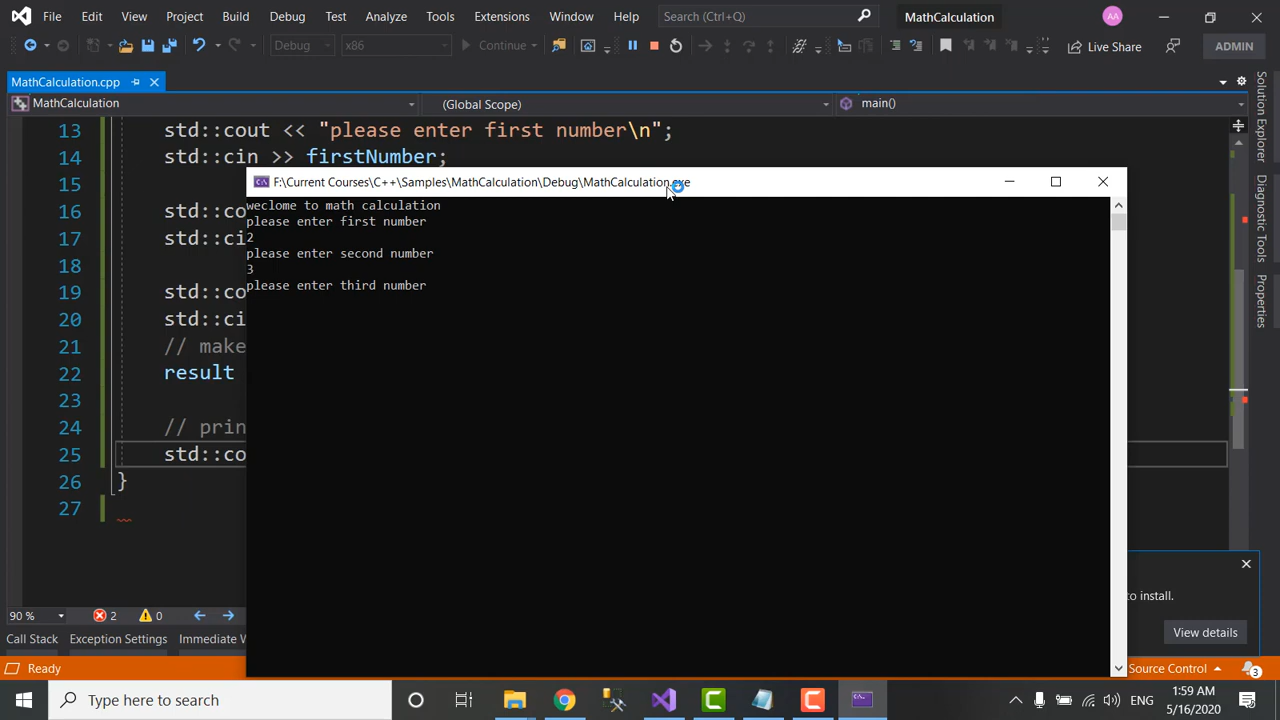 File Edit View Project Build Debug Test Analyze Tools Extensions Window Help Search (Ctrl+Q) MathCalculation AA
Debug x86 Continue Live Share ADMIN
MathCalculation.cpp
MathCalculation (Global Scope) main()
13 std::cout << "please enter first number\n";
14 std::cin >> firstNumber;
F:\Current Courses\C++\Samples\MathCalculation\Debug\MathCalculation.exe
weclome to math calculation
please enter first number
2
please enter second number
3
please enter third number
15
16 std::co
17 std::ci
18
19 std::co
20 std::ci
21 // make
22 result
23
24 // prin
25 std::co
26 }
27
Solution Explorer
Diagnostic Tools
Properties
to install.
View details
90 % 2 0
Call Stack Exception Settings Immediate W
Ready Source Control 3
Type here to search
ENG
1:59 AM
5/16/2020